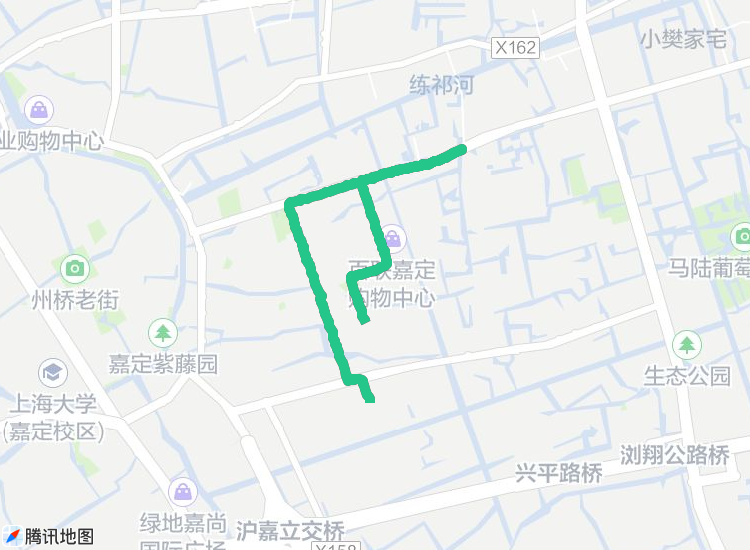 X162
小樊家宅
练祁河
业购物中心
百联嘉定
购物中心
马陆葡萄
州桥老街
嘉定紫藤园
生态公园
上海大学
(嘉定校区)
浏翔公路桥
兴平路桥
绿地嘉尚
国际广场
沪嘉立交桥
X158
腾讯地图